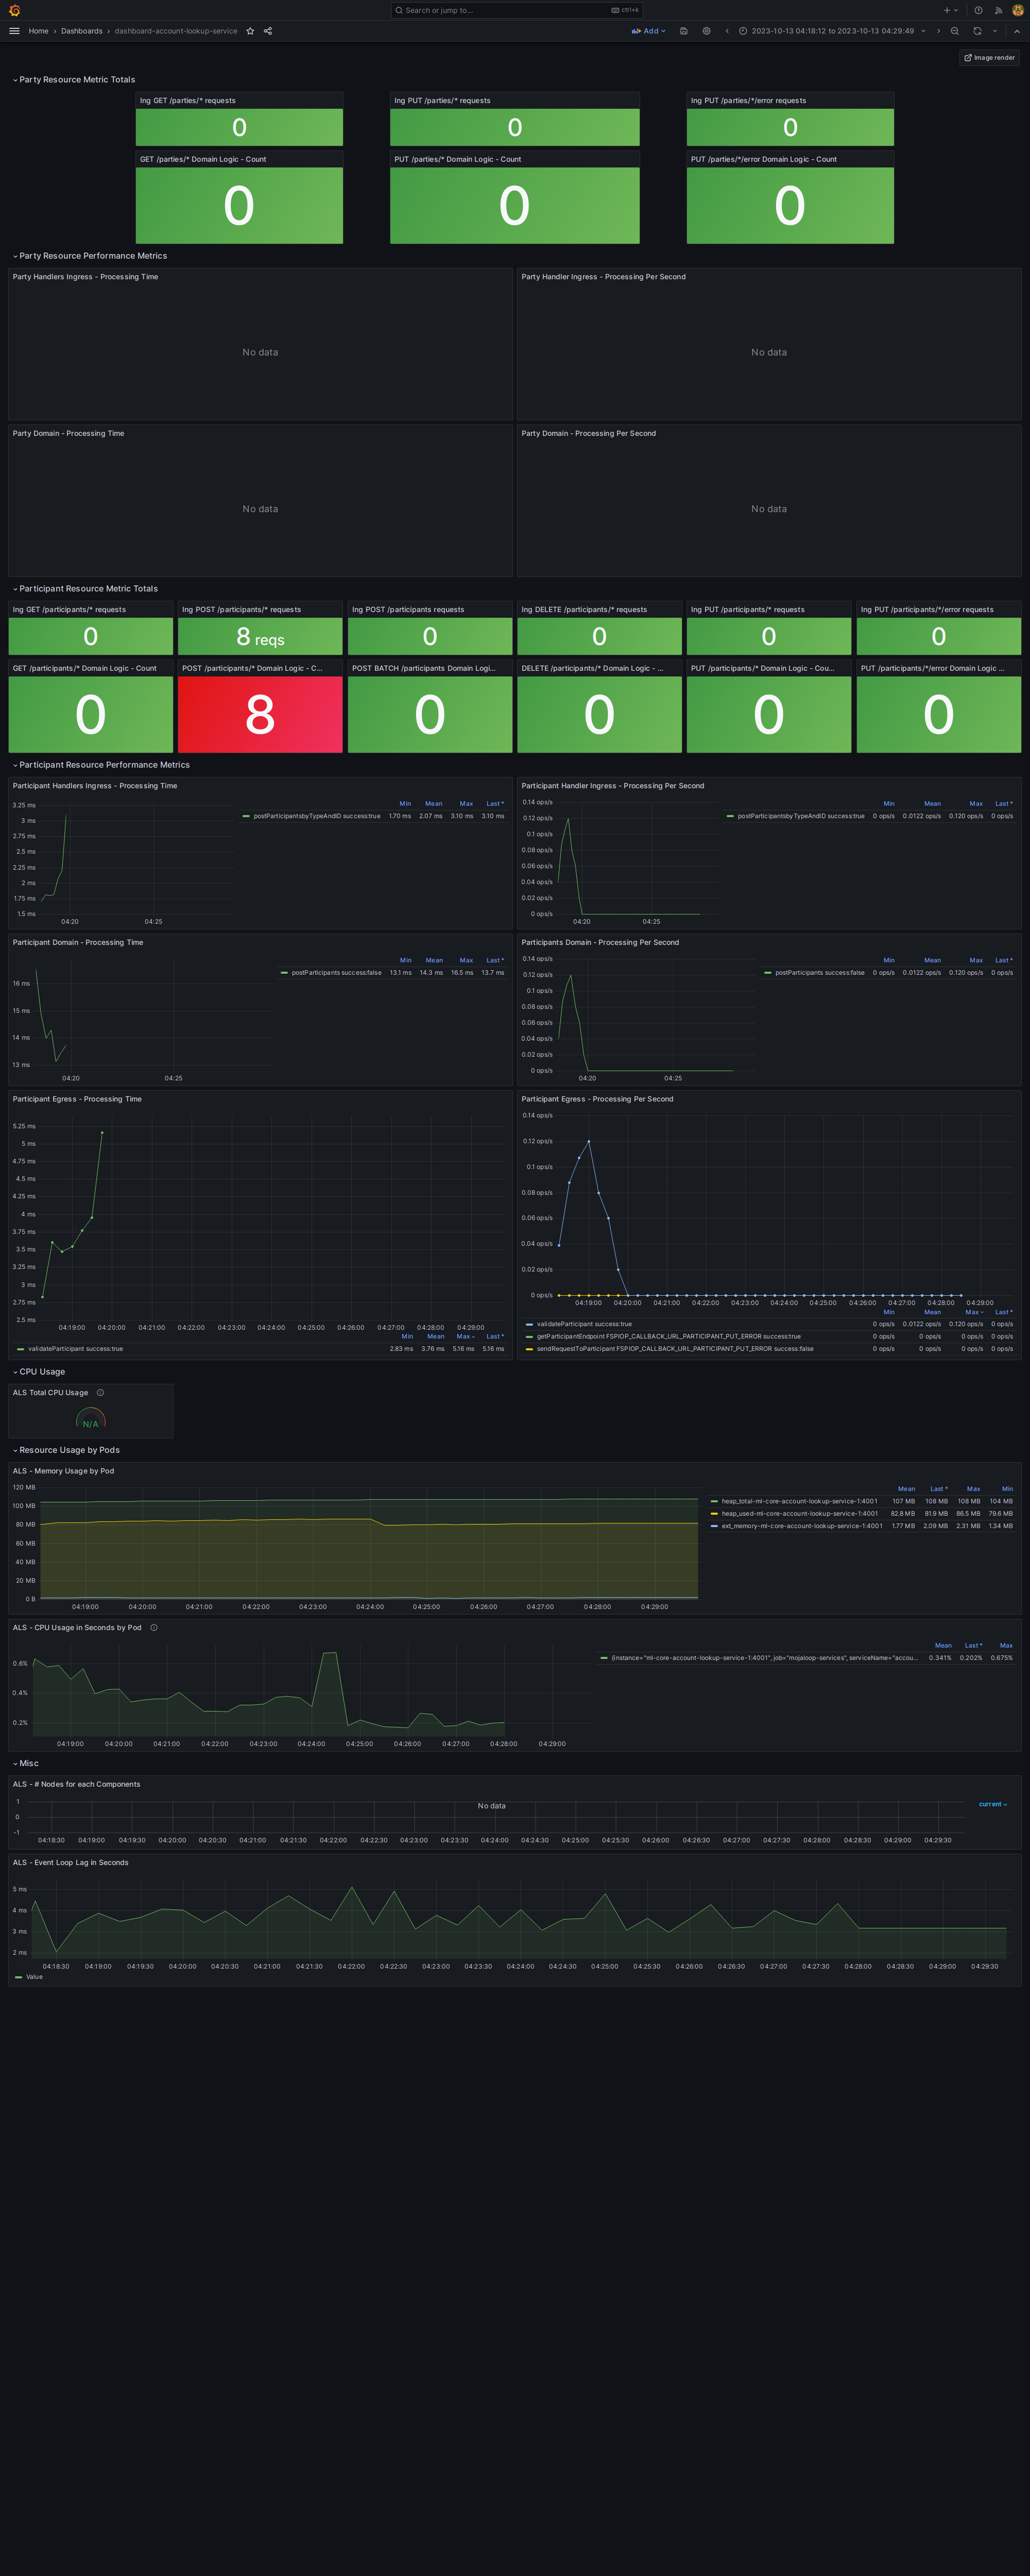 Search or jump to... ctrl+k
Home › Dashboards › dashboard-account-lookup-service Add 2023-10-13 04:18:12 to 2023-10-13 04:29:49
Image render
Party Resource Metric Totals
Ing GET /parties/* requests Ing PUT /parties/* requests Ing PUT /parties/*/error requests
0 0 0
GET /parties/* Domain Logic - Count PUT /parties/* Domain Logic - Count PUT /parties/*/error Domain Logic - Count
0 0 0
Party Resource Performance Metrics
Party Handlers Ingress - Processing Time Party Handler Ingress - Processing Per Second
No data No data
Party Domain - Processing Time Party Domain - Processing Per Second
No data No data
Participant Resource Metric Totals
Ing GET /participants/* requests Ing POST /participants/* requests Ing POST /participants requests Ing DELETE /participants/* requests Ing PUT /participants/* requests Ing PUT /participants/*/error requests
0 8 reqs 0 0 0 0
GET /participants/* Domain Logic - Count POST /participants/* Domain Logic - C... POST BATCH /participants Domain Logi... DELETE /participants/* Domain Logic - ... PUT /participants/* Domain Logic - Cou... PUT /participants/*/error Domain Logic ...
0 8 0 0 0 0
Participant Resource Performance Metrics
Participant Handlers Ingress - Processing Time
3.25 ms
3 ms
2.75 ms
2.5 ms
2.25 ms
2 ms
1.75 ms
1.5 ms
04:20 04:25
Min Mean Max Last *
postParticipantsbyTypeAndID success:true 1.70 ms 2.07 ms 3.10 ms 3.10 ms
Participant Handler Ingress - Processing Per Second
0.14 ops/s
0.12 ops/s
0.1 ops/s
0.08 ops/s
0.06 ops/s
0.04 ops/s
0.02 ops/s
0 ops/s
04:20 04:25
Min Mean Max Last *
postParticipantsbyTypeAndID success:true 0 ops/s 0.0122 ops/s 0.120 ops/s 0 ops/s
Participant Domain - Processing Time
16 ms
15 ms
14 ms
13 ms
04:20 04:25
Min Mean Max Last *
postParticipants success:false 13.1 ms 14.3 ms 16.5 ms 13.7 ms
Participants Domain - Processing Per Second
0.14 ops/s
0.12 ops/s
0.1 ops/s
0.08 ops/s
0.06 ops/s
0.04 ops/s
0.02 ops/s
0 ops/s
04:20 04:25
Min Mean Max Last *
postParticipants success:false 0 ops/s 0.0122 ops/s 0.120 ops/s 0 ops/s
Participant Egress - Processing Time
5.25 ms
5 ms
4.75 ms
4.5 ms
4.25 ms
4 ms
3.75 ms
3.5 ms
3.25 ms
3 ms
2.75 ms
2.5 ms
04:19:00 04:20:00 04:21:00 04:22:00 04:23:00 04:24:00 04:25:00 04:26:00 04:27:00 04:28:00 04:29:00
Min Mean Max Last *
validateParticipant success:true 2.83 ms 3.76 ms 5.16 ms 5.16 ms
Participant Egress - Processing Per Second
0.14 ops/s
0.12 ops/s
0.1 ops/s
0.08 ops/s
0.06 ops/s
0.04 ops/s
0.02 ops/s
0 ops/s
04:19:00 04:20:00 04:21:00 04:22:00 04:23:00 04:24:00 04:25:00 04:26:00 04:27:00 04:28:00 04:29:00
Min Mean Max Last *
validateParticipant success:true 0 ops/s 0.0122 ops/s 0.120 ops/s 0 ops/s
getParticipantEndpoint FSPIOP_CALLBACK_URL_PARTICIPANT_PUT_ERROR success:true 0 ops/s 0 ops/s 0 ops/s 0 ops/s
sendRequestToParticipant FSPIOP_CALLBACK_URL_PARTICIPANT_PUT_ERROR success:false 0 ops/s 0 ops/s 0 ops/s 0 ops/s
CPU Usage
ALS Total CPU Usage
N/A
Resource Usage by Pods
ALS - Memory Usage by Pod
120 MB
100 MB
80 MB
60 MB
40 MB
20 MB
0 B
04:19:00 04:20:00 04:21:00 04:22:00 04:23:00 04:24:00 04:25:00 04:26:00 04:27:00 04:28:00 04:29:00
Mean Last * Max Min
heap_total-ml-core-account-lookup-service-1:4001 107 MB 108 MB 108 MB 104 MB
heap_used-ml-core-account-lookup-service-1:4001 82.8 MB 81.9 MB 86.5 MB 79.6 MB
ext_memory-ml-core-account-lookup-service-1:4001 1.77 MB 2.09 MB 2.31 MB 1.34 MB
ALS - CPU Usage in Seconds by Pod
0.6%
0.4%
0.2%
04:19:00 04:20:00 04:21:00 04:22:00 04:23:00 04:24:00 04:25:00 04:26:00 04:27:00 04:28:00 04:29:00
Mean Last * Max
{instance="ml-core-account-lookup-service-1:4001", job="mojaloop-services", serviceName="accou... 0.341% 0.202% 0.675%
Misc
ALS - # Nodes for each Components
1
0
-1
No data
current
04:18:30 04:19:00 04:19:30 04:20:00 04:20:30 04:21:00 04:21:30 04:22:00 04:22:30 04:23:00 04:23:30 04:24:00 04:24:30 04:25:00 04:25:30 04:26:00 04:26:30 04:27:00 04:27:30 04:28:00 04:28:30 04:29:00 04:29:30
ALS - Event Loop Lag in Seconds
5 ms
4 ms
3 ms
2 ms
04:18:30 04:19:00 04:19:30 04:20:00 04:20:30 04:21:00 04:21:30 04:22:00 04:22:30 04:23:00 04:23:30 04:24:00 04:24:30 04:25:00 04:25:30 04:26:00 04:26:30 04:27:00 04:27:30 04:28:00 04:28:30 04:29:00 04:29:30
Value